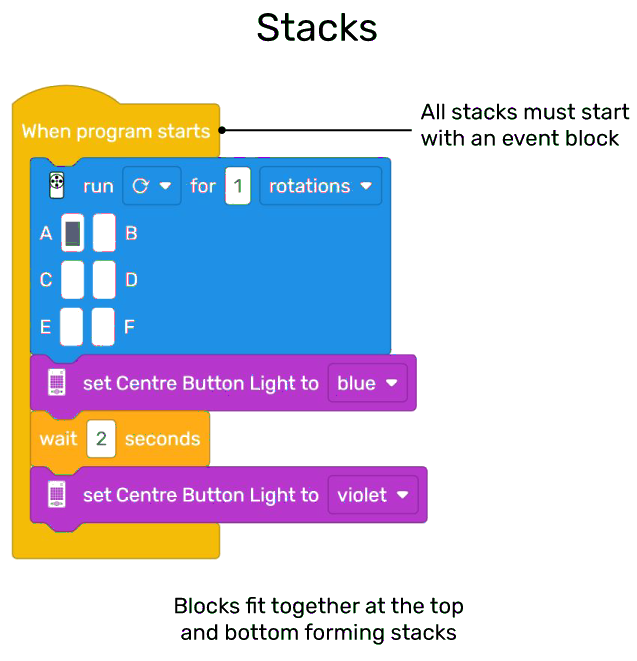 Stacks
When program starts
All stacks must start
with an event block
run for 1 rotations
A B
C D
E F
set Centre Button Light to blue
wait 2 seconds
set Centre Button Light to violet
Blocks fit together at the top
and bottom forming stacks